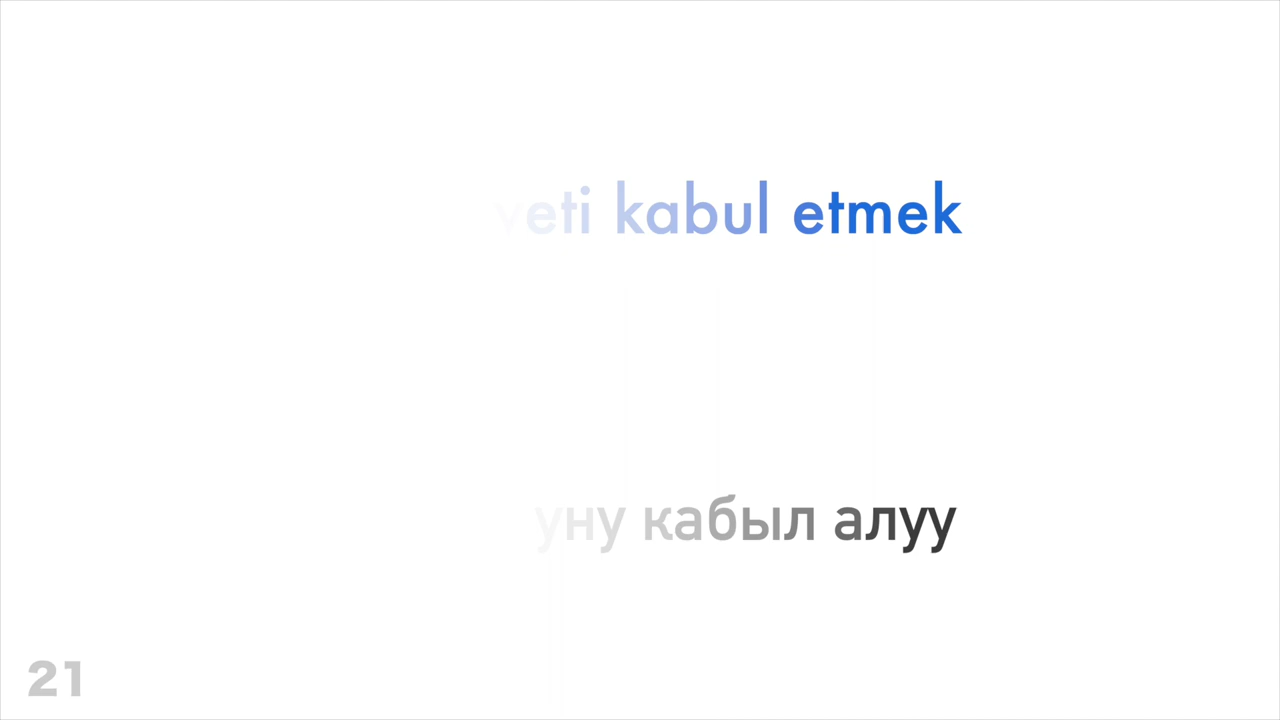 veti kabul etmek
уну кабыл алуу
21